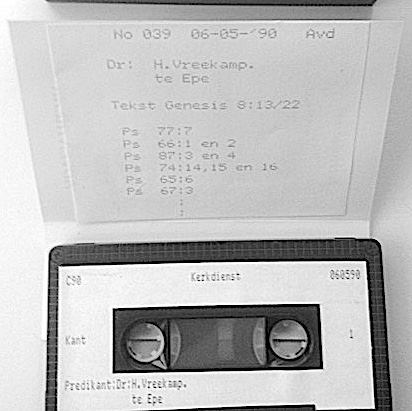 No 039 06-05-'90 Avd
Dr: H.Vreekamp.
te Epe
Tekst Genesis 8:13/22
Ps 77:7
Ps 66:1 en 2
Ps 87:3 en 4
Ps 74:14,15 en 16
Ps 65:6
Ps 67:3
:
:
C90 Kerkdienst 060590
Kant 1
Predikant:Dr:H.Vreekamp.
te Epe